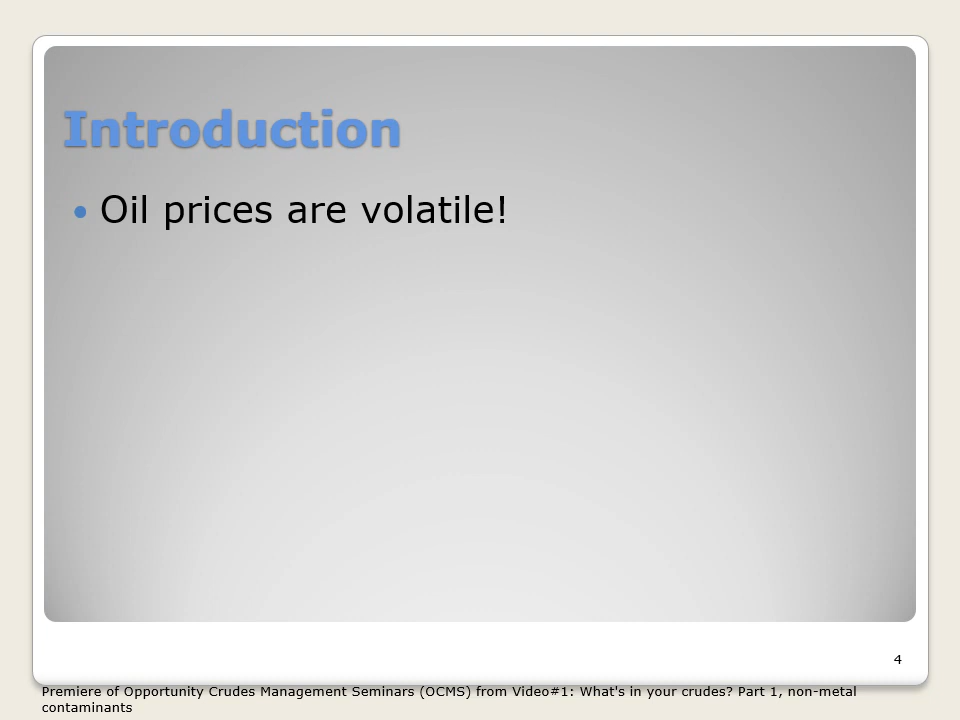 Introduction
Oil prices are volatile!
4
Premiere of Opportunity Crudes Management Seminars (OCMS) from Video#1: What's in your crudes? Part 1, non-metal
contaminants